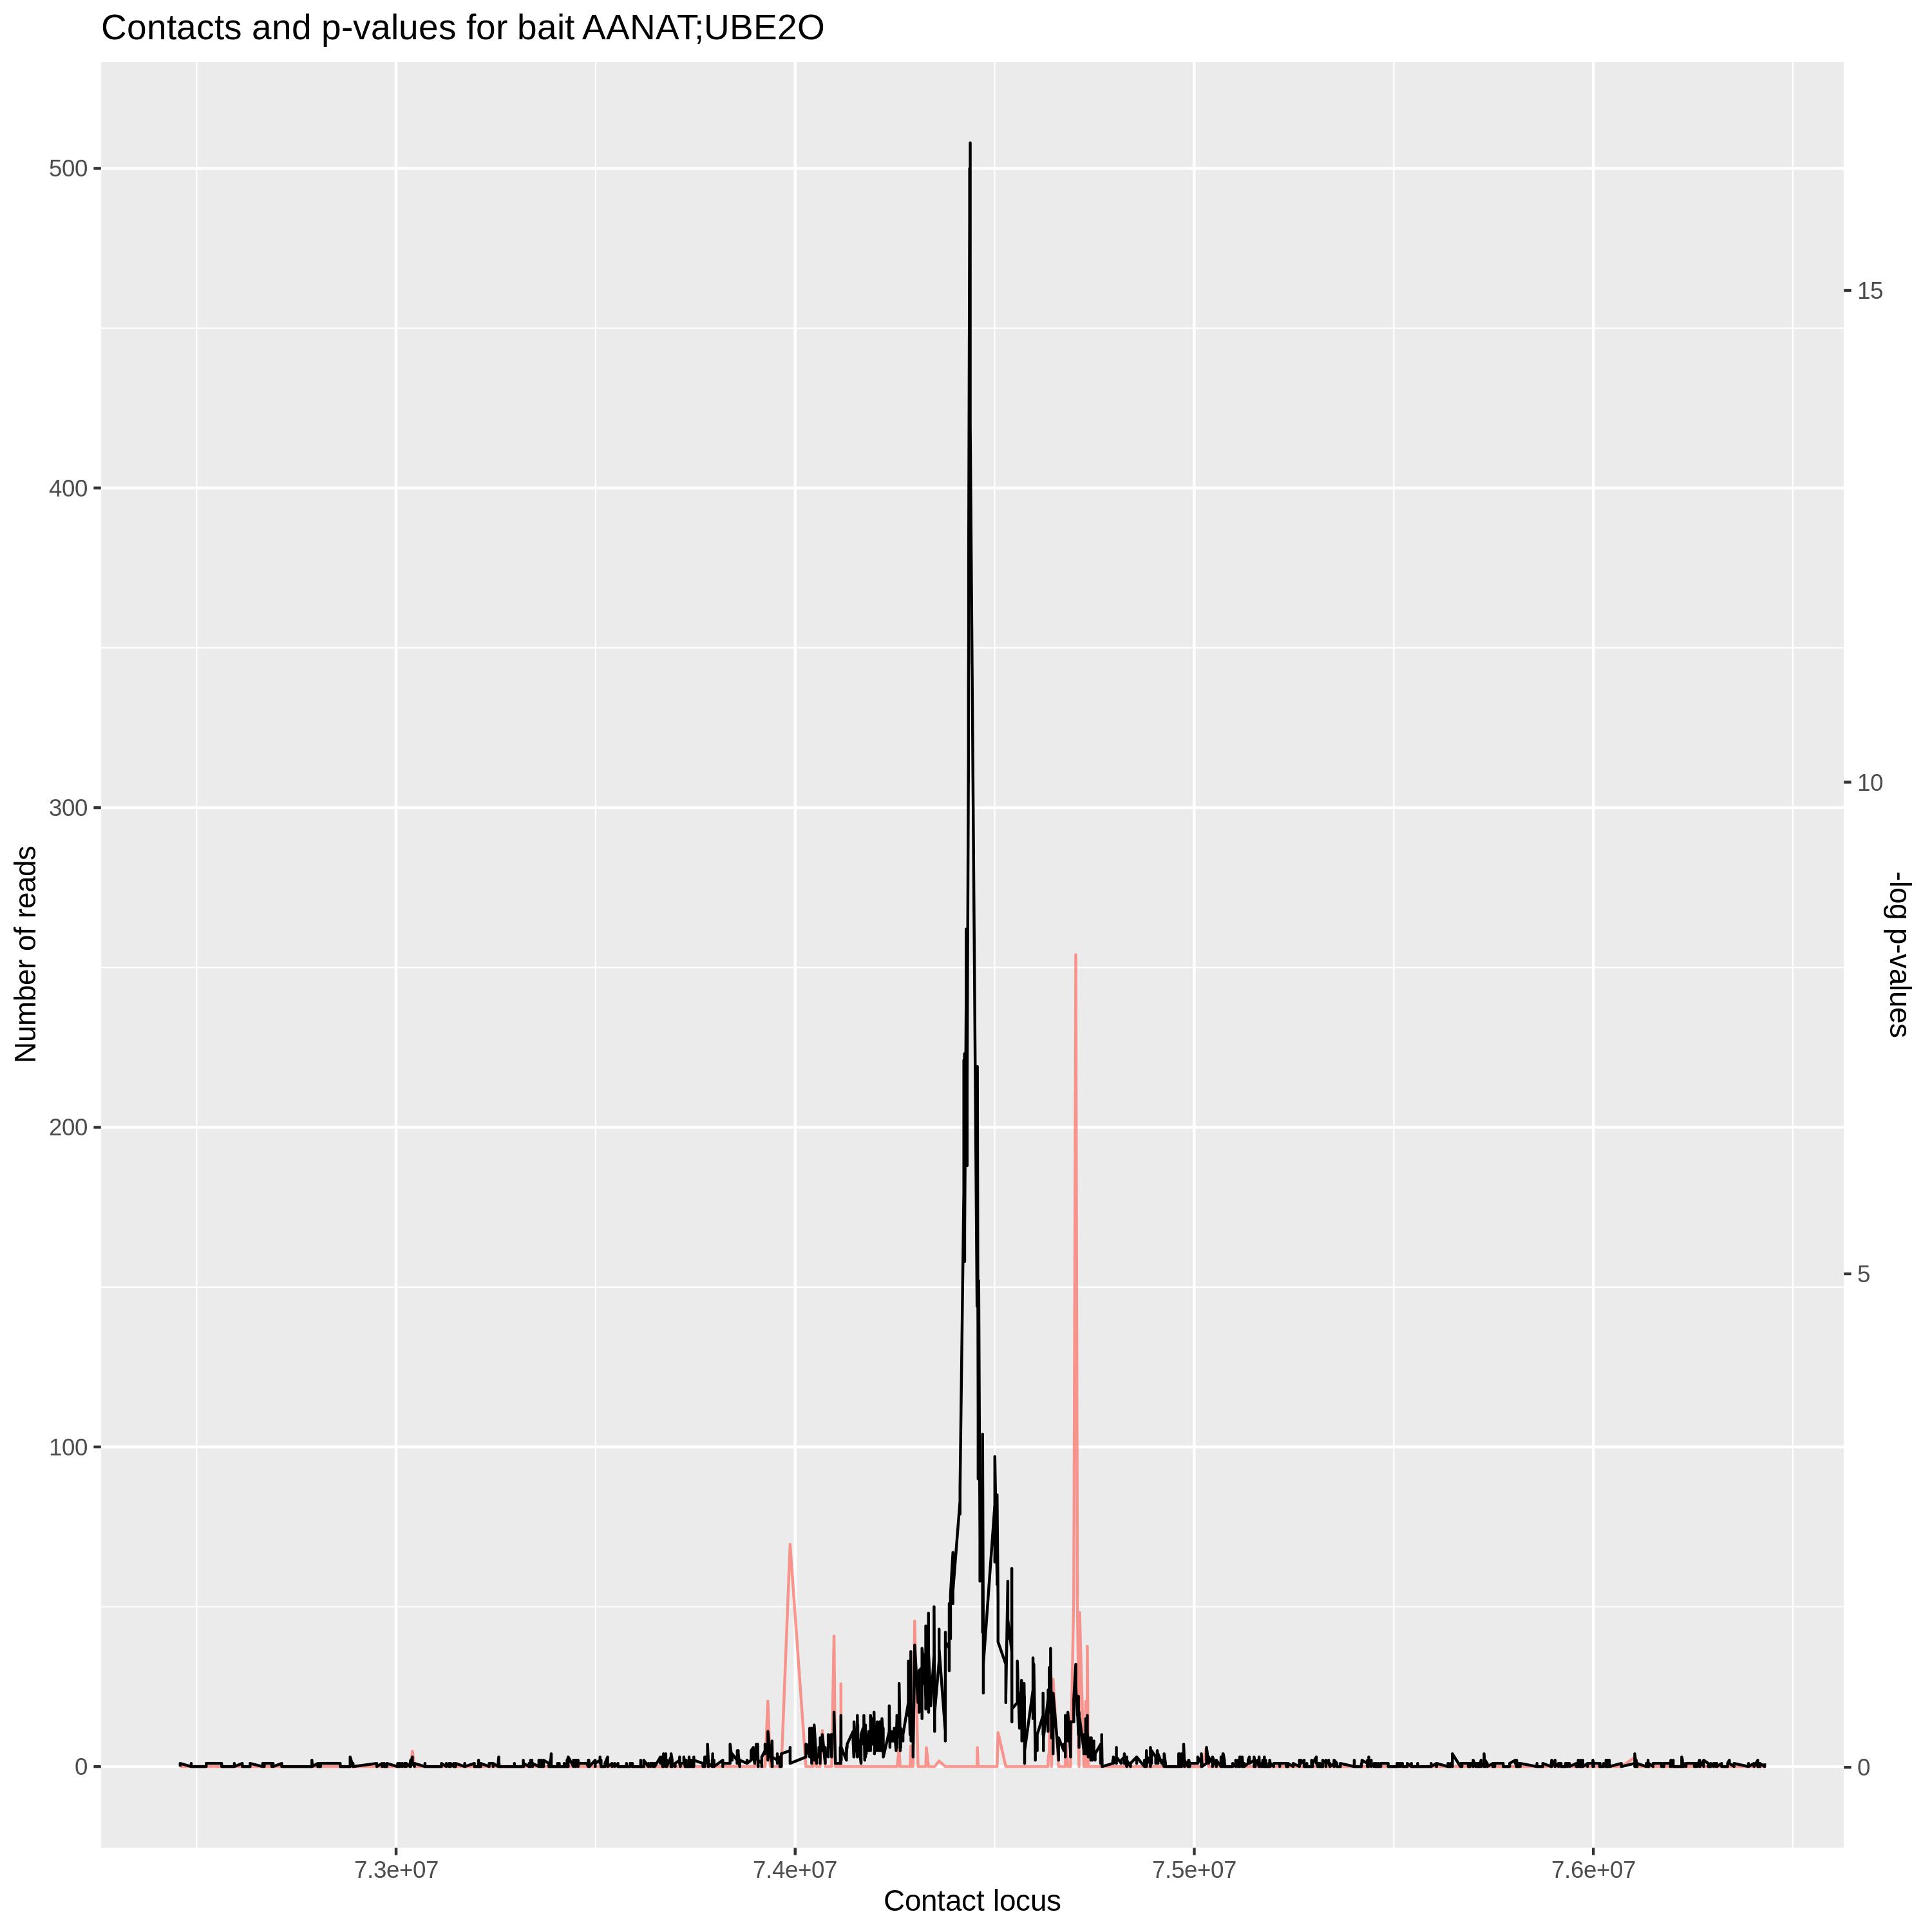 Contacts and p-values for bait AANAT;UBE2O
500
400
300
200
100
0
Number of reads
15
10
5
0
-log p-values
7.3e+07
7.4e+07
7.5e+07
7.6e+07
Contact locus